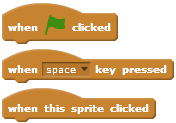 when clicked
when space key pressed
when this sprite clicked